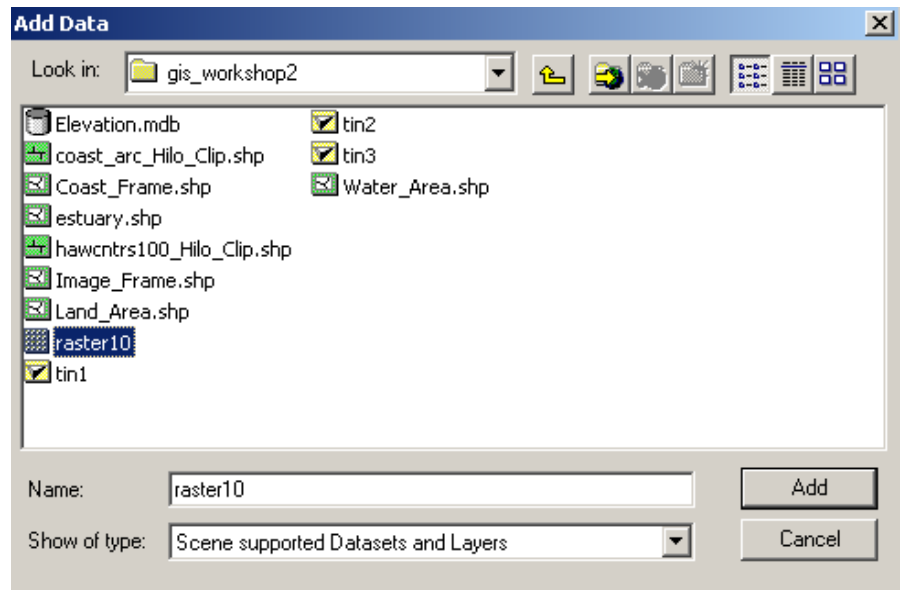 Add Data
Look in: gis_workshop2
Elevation.mdb
coast_arc_Hilo_Clip.shp
Coast_Frame.shp
estuary.shp
hawcntrs100_Hilo_Clip.shp
Image_Frame.shp
Land_Area.shp
raster10
tin1
tin2
tin3
Water_Area.shp
Name: raster10 Add
Show of type: Scene supported Datasets and Layers Cancel